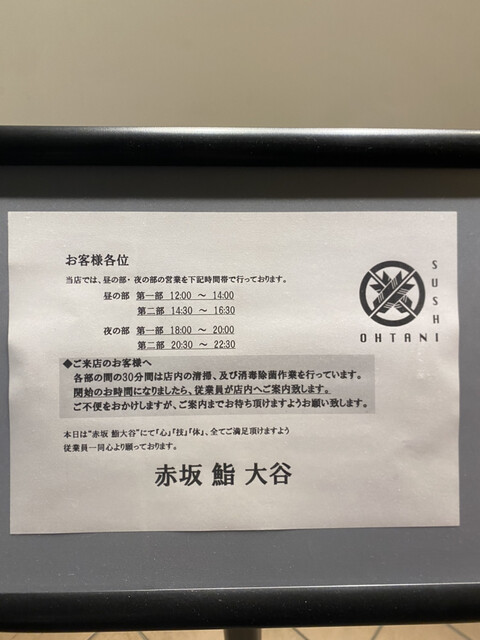 お客様各位
当店では、昼の部・夜の部の営業を下記時間帯で行っております。
昼の部 第一部 12:00 ～ 14:00
第二部 14:30 ～ 16:30
夜の部 第一部 18:00 ～ 20:00
第二部 20:30 ～ 22:30
SUSHI
OHTANI
◆ご来店のお客様へ
各部の間の30分間は店内の清掃、及び消毒除菌作業を行っています。
開始のお時間になりましたら、従業員が店内へご案内致します。
ご不便をおかけしますが、ご案内までお待ち頂けますようお願い致します。
本日は“赤坂 鮨大谷”にて「心」「技」「体」、全てご満足頂けますよう
従業員一同心より願っております。
赤坂 鮨 大谷